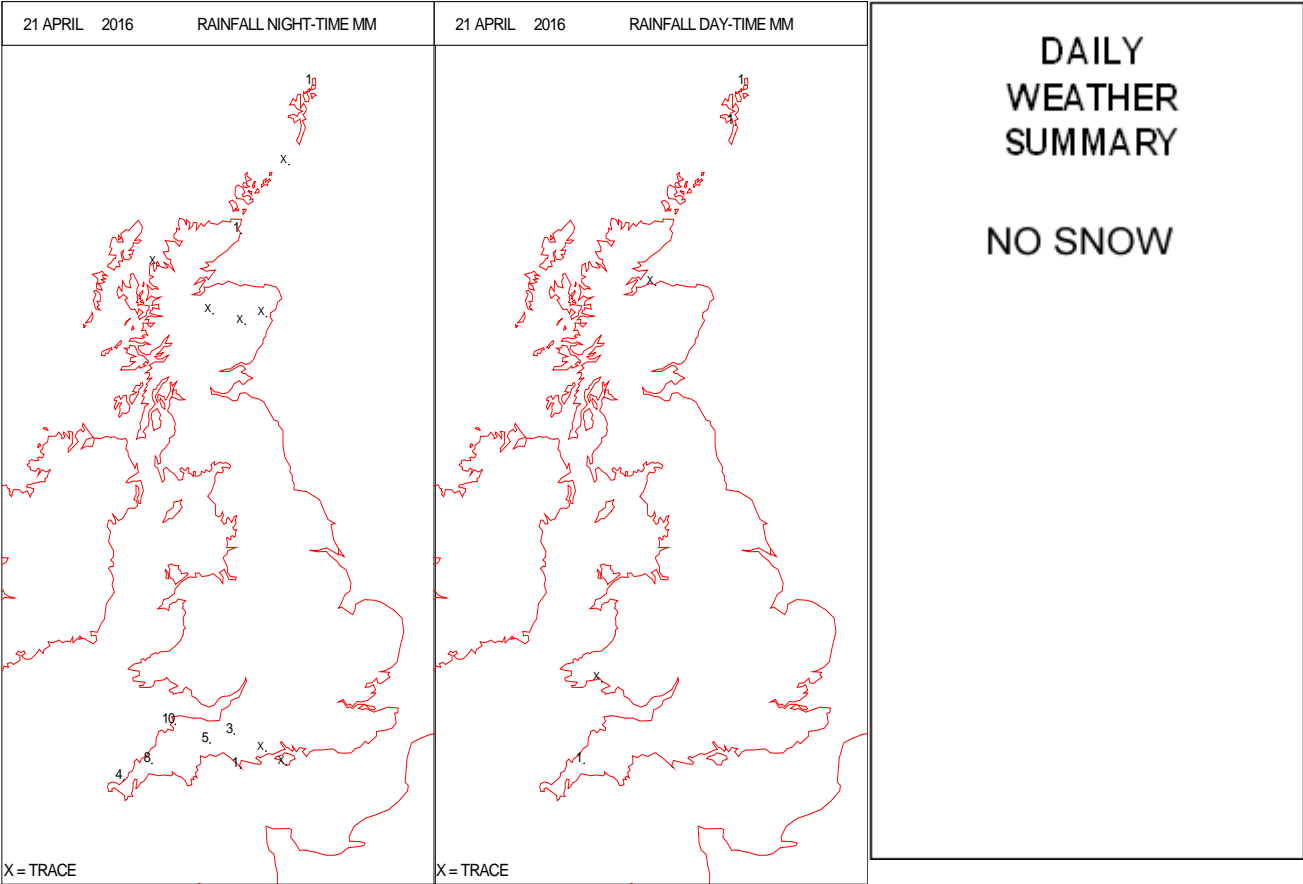 21 APRIL 2016 RAINFALL NIGHT-TIME MM
1
X.
1.
X.
X.
X.
X.
10.
3.
5.
X.
8.
1.
X.
4.
X = TRACE
21 APRIL 2016 RAINFALL DAY-TIME MM
1
1.
X.
X.
1.
X = TRACE
DAILY
WEATHER
SUMMARY
NO SNOW